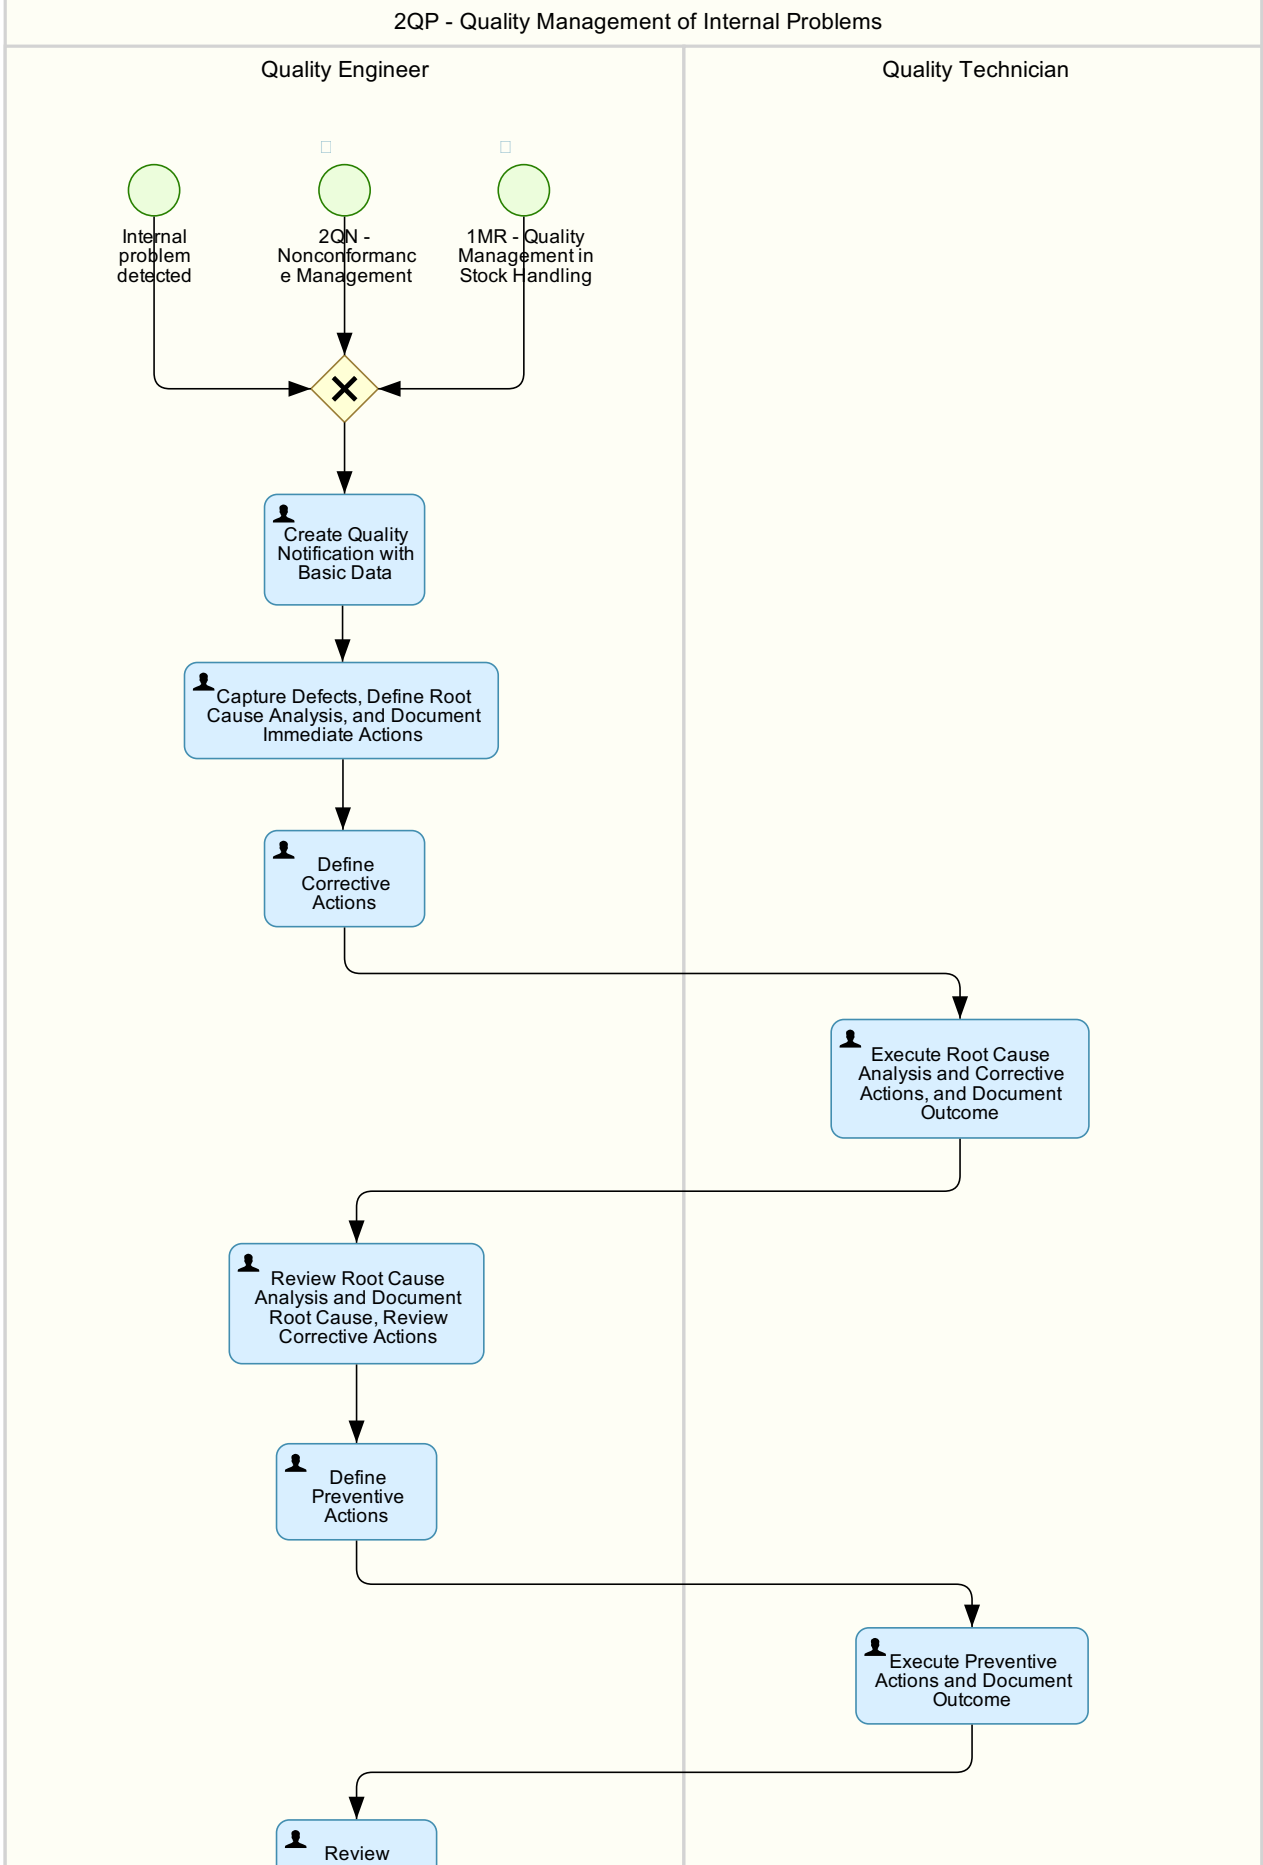 2QP - Quality Management of Internal Problems
Quality Engineer
Quality Technician
Internal
problem
detected
2QN -
Nonconformanc
e Management
1MR - Quality
Management in
Stock Handling
Create Quality
Notification with
Basic Data
Capture Defects, Define Root
Cause Analysis, and Document
Immediate Actions
Define
Corrective
Actions
Execute Root Cause
Analysis and Corrective
Actions, and Document
Outcome
Review Root Cause
Analysis and Document
Root Cause, Review
Corrective Actions
Define
Preventive
Actions
Execute Preventive
Actions and Document
Outcome
Review